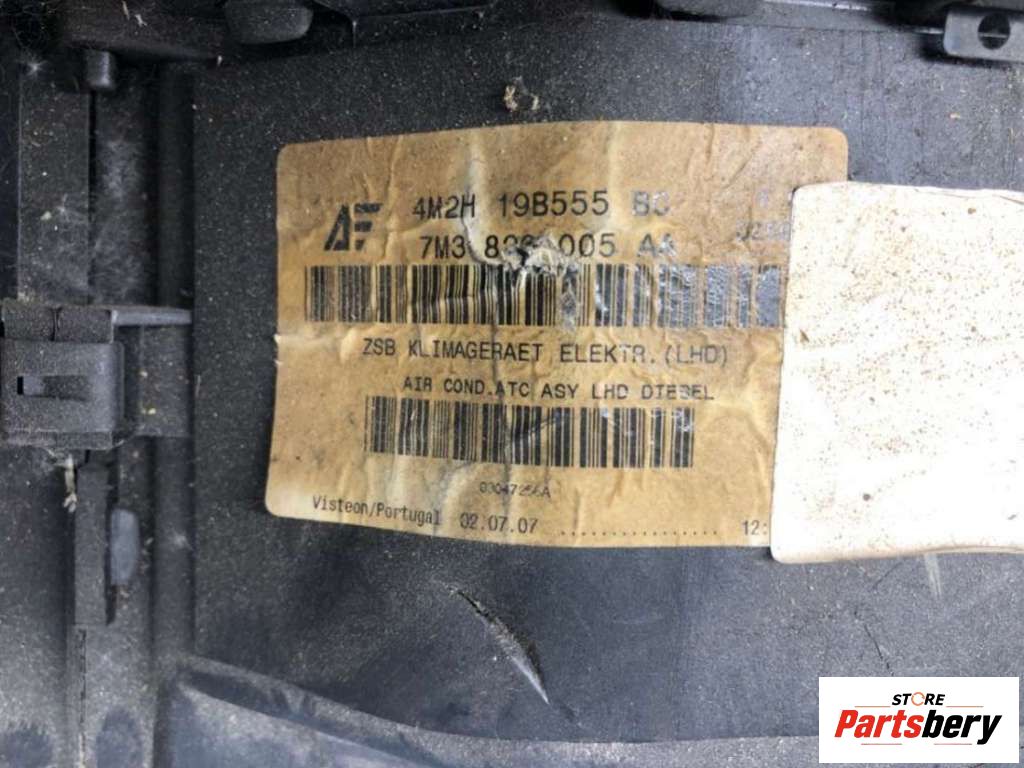 AF 4M2H 19B555
7M3 005 AA
ZSB KLIMAGERAET ELEKTR.(LHD)
AIR COND.ATC ASY LHD DIESEL
Visteon/Portugal 02.07.07 .................. 12:
STORE
Partsbery